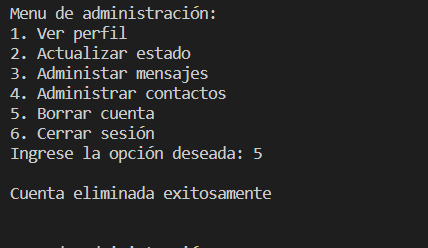 Menu de administración:
1. Ver perfil
2. Actualizar estado
3. Administar mensajes
4. Administrar contactos
5. Borrar cuenta
6. Cerrar sesión
Ingrese la opción deseada: 5
Cuenta eliminada exitosamente